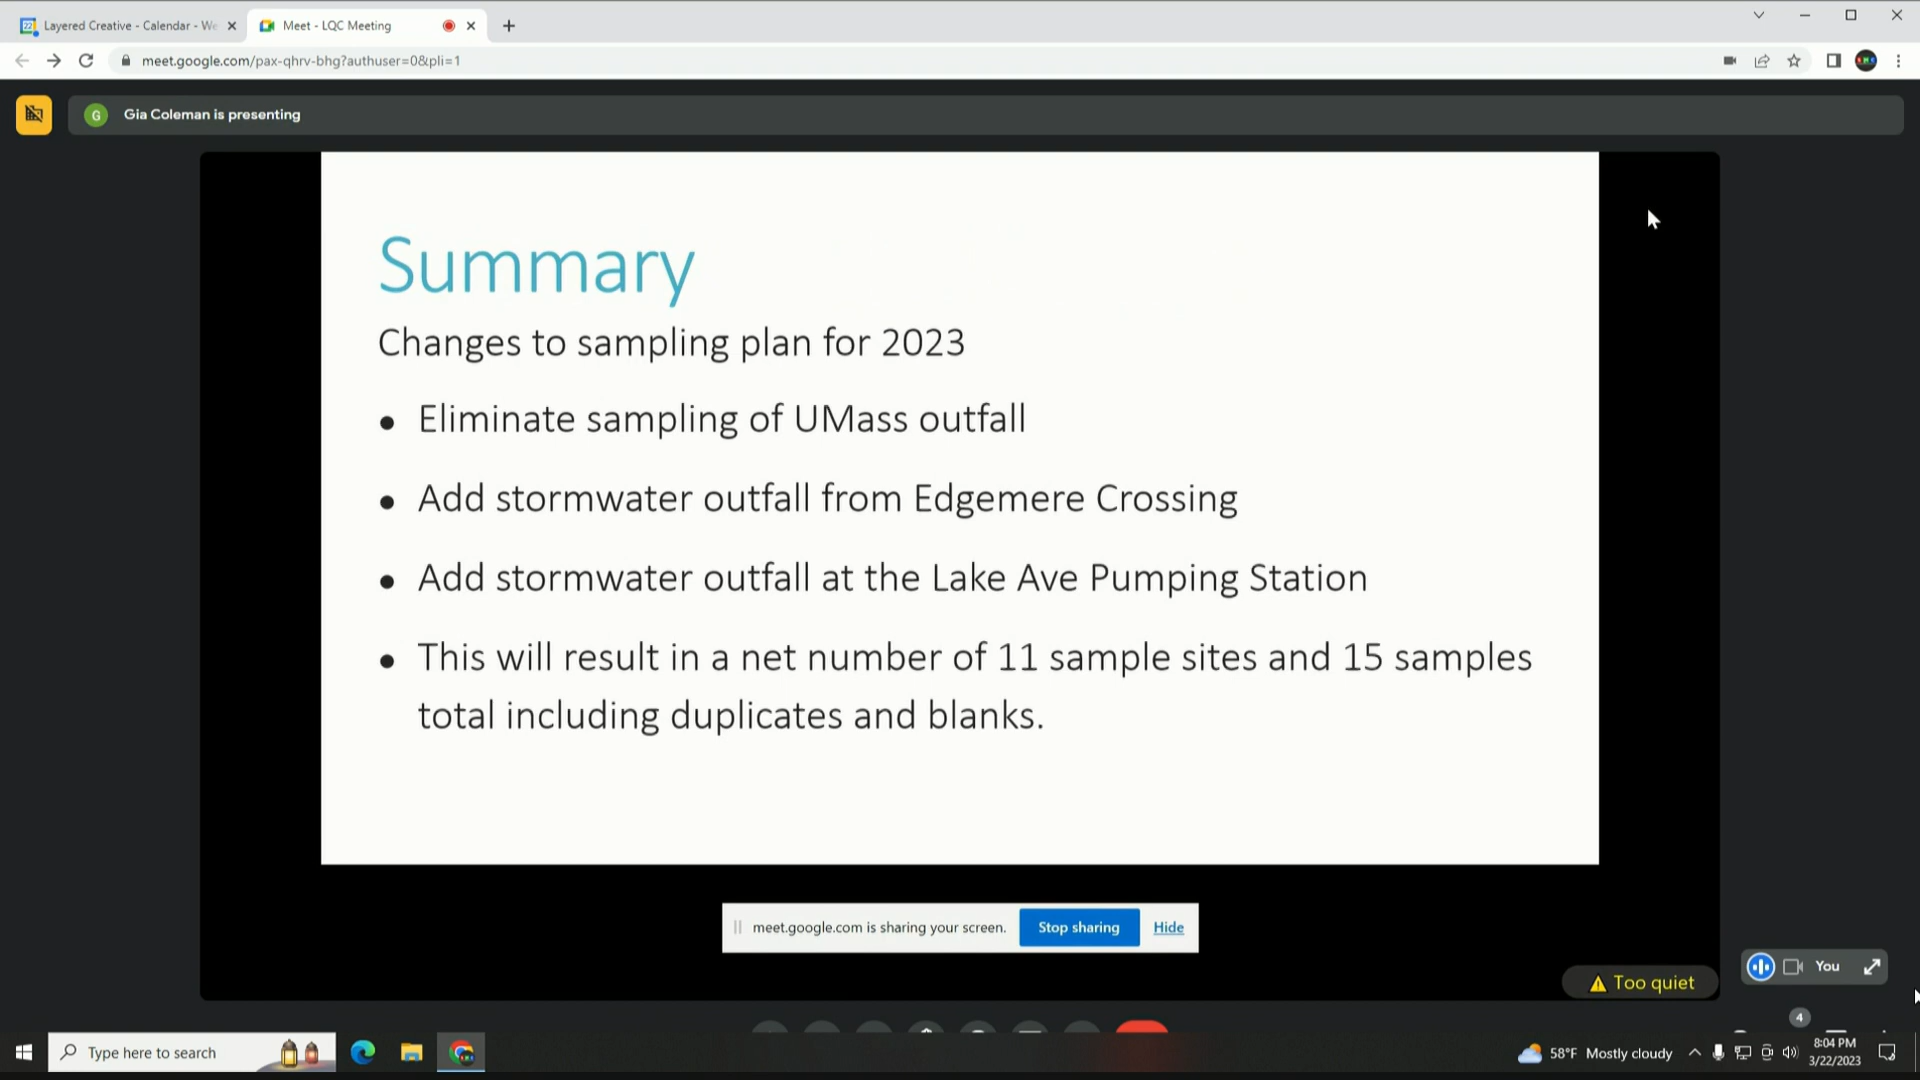 Layered Creative - Calendar - We
Meet - LQC Meeting
meet.google.com/pax-qhrv-bhg?authuser=0&pli=1
G
Gia Coleman is presenting
Summary
Changes to sampling plan for 2023
• Eliminate sampling of UMass outfall
• Add stormwater outfall from Edgemere Crossing
• Add stormwater outfall at the Lake Ave Pumping Station
• This will result in a net number of 11 sample sites and 15 samples
total including duplicates and blanks.
meet.google.com is sharing your screen.
Stop sharing
Hide
Too quiet
You
4
Type here to search
58°F Mostly cloudy
8:04 PM
3/22/2023